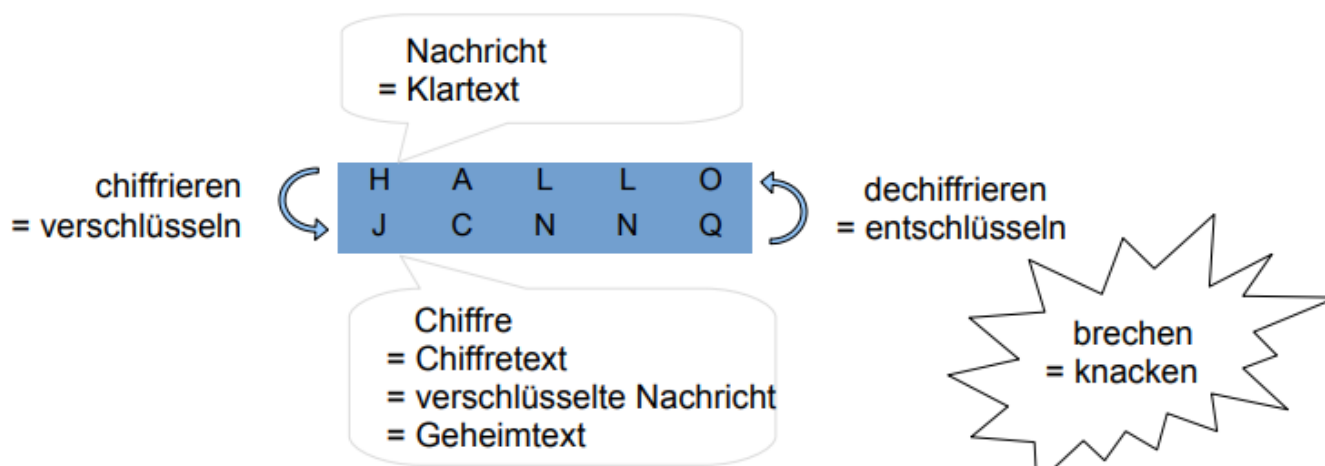 Nachricht
= Klartext
chiffrieren
= verschlüsseln
H A L L O
J C N N Q
dechiffrieren
= entschlüsseln
Chiffre
= Chiffretext
= verschlüsselte Nachricht
= Geheimtext
brechen
= knacken